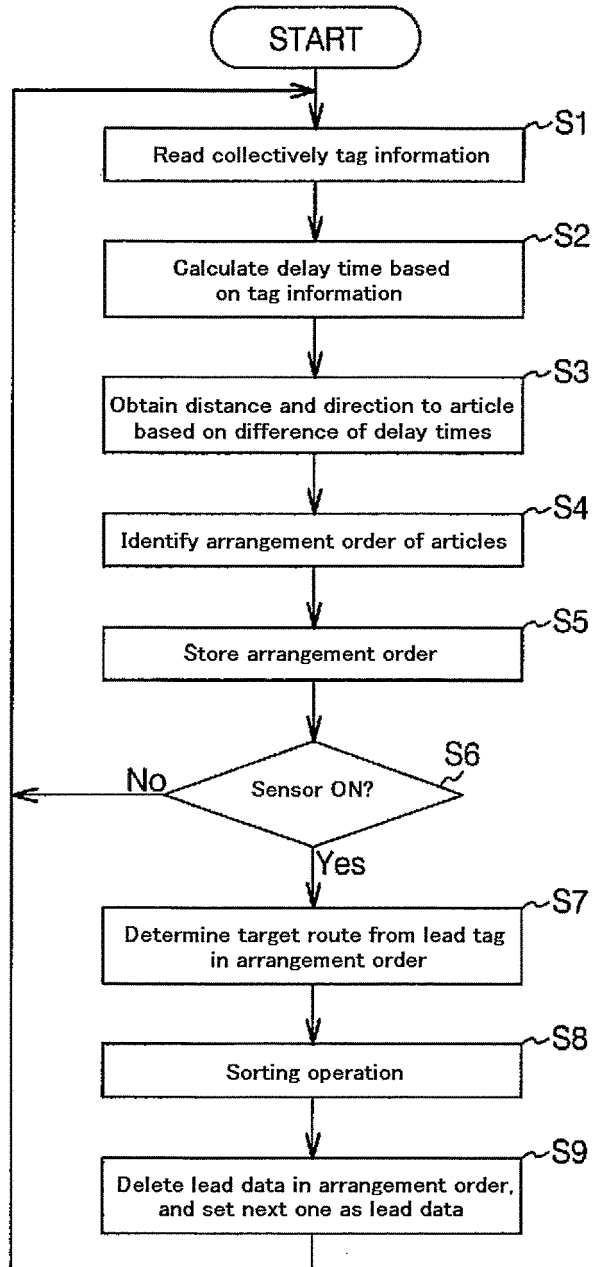 START
S1
Read collectively tag information
S2
Calculate delay time based
on tag information
S3
Obtain distance and direction to article
based on difference of delay times
S4
Identify arrangement order of articles
S5
Store arrangement order
S6
No
Sensor ON?
Yes
S7
Determine target route from lead tag
in arrangement order
S8
Sorting operation
S9
Delete lead data in arrangement order,
and set next one as lead data